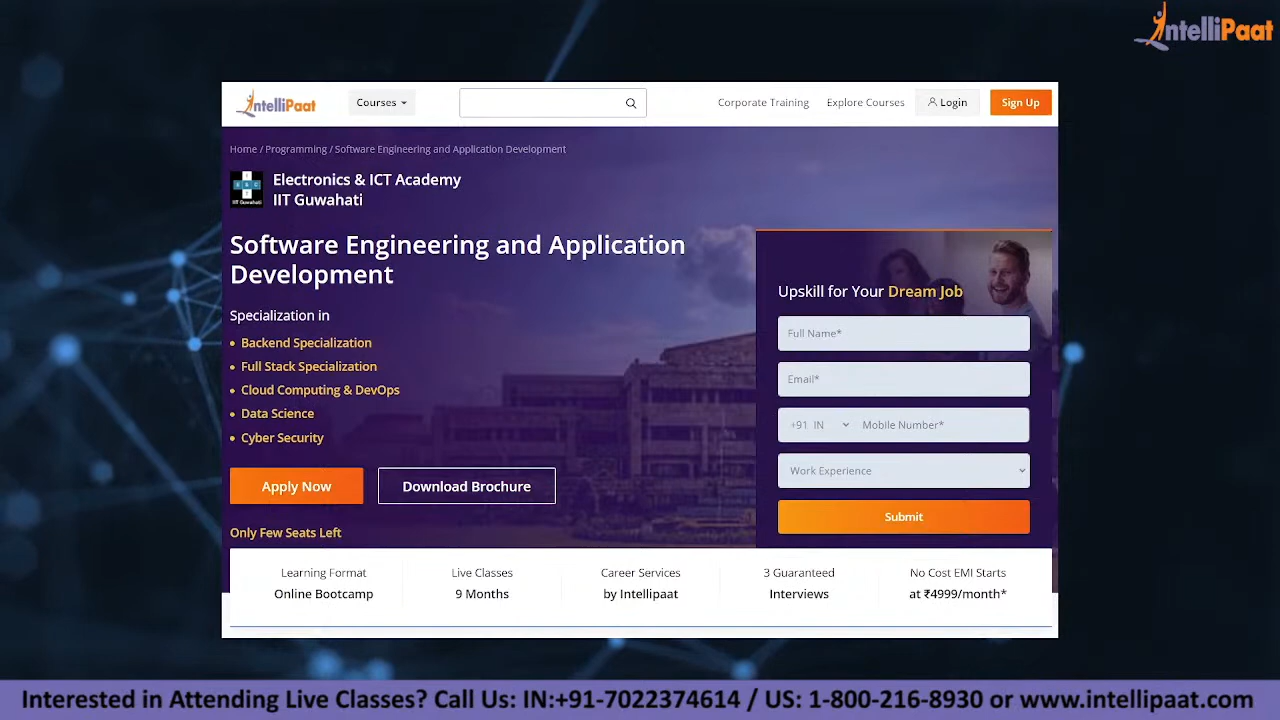 IntelliPaat
IntelliPaat
Courses
Corporate Training
Explore Courses
Login
Sign Up
Home / Programming / Software Engineering and Application Development
Electronics & ICT Academy
IIT Guwahati
IIT Guwahati
Software Engineering and Application
Development
Specialization in
• Backend Specialization
• Full Stack Specialization
• Cloud Computing & DevOps
• Data Science
• Cyber Security
Apply Now
Download Brochure
Only Few Seats Left
Upskill for Your Dream Job
Full Name*
Email*
+91 IN
Mobile Number*
Work Experience
Submit
Learning Format
Online Bootcamp
Live Classes
9 Months
Career Services
by Intellipaat
3 Guaranteed
Interviews
No Cost EMI Starts
at ₹4999/month*
Interested in Attending Live Classes? Call Us: IN:+91-7022374614 / US: 1-800-216-8930 or www.intellipaat.com